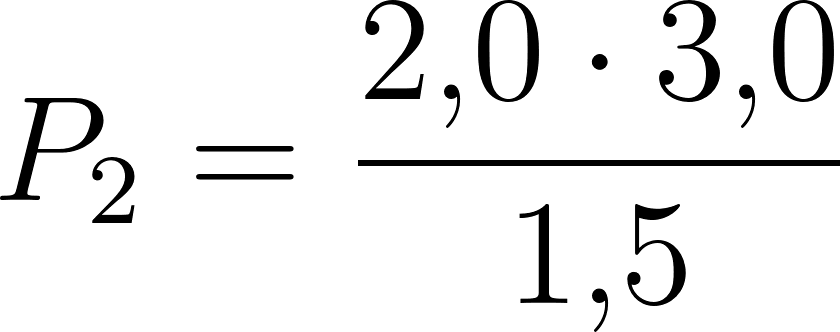 P₂ = 2,0 · 3,0 / 1,5